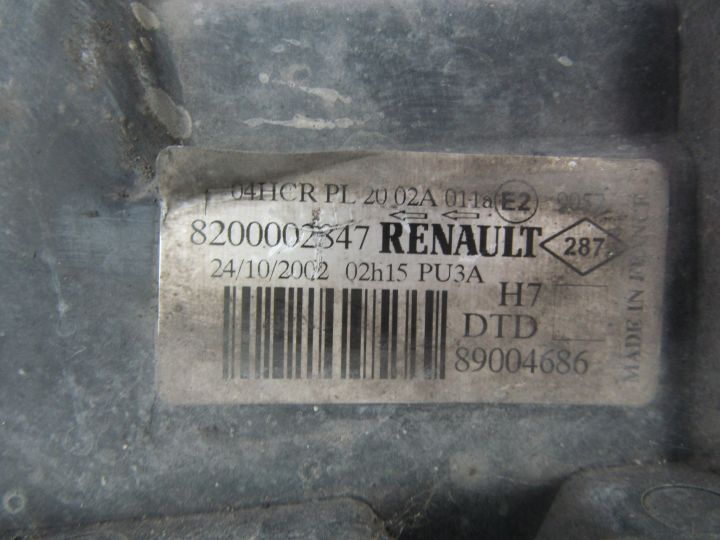 04HCR PL 20 02A 011a E2
8200002847 RENAULT 287
24/10/2002 02h15 PU3A
H7
DTD
89004686
MADE IN FRANCE